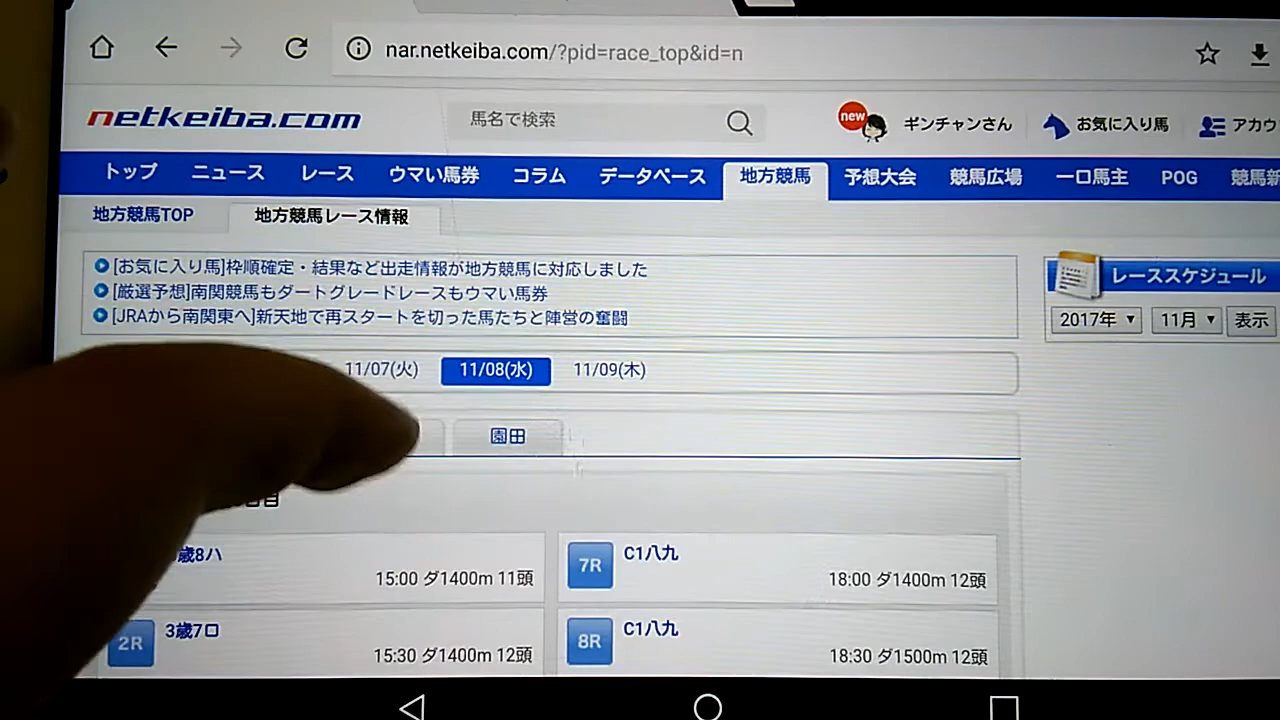 nar.netkeiba.com/?pid=race_top&id=n
netkeiba.com
馬名で検索
new
ギンチャンさん
お気に入り馬
アカウ
トップ ニュース レース ウマい馬券 コラム データベース 地方競馬 予想大会 競馬広場 一口馬主 POG 競馬新
地方競馬TOP 地方競馬レース情報
[お気に入り馬]枠順確定・結果など出走情報が地方競馬に対応しました
[厳選予想]南関競馬もダートグレードレースもウマい馬券
[JRAから南関東へ]新天地で再スタートを切った馬たちと陣営の奮闘
レーススケジュール
2017年 ▼ 11月 ▼ 表示
11/07(火) 11/08(水) 11/09(木)
園田
日目
歳8ハ
15:00 ダ1400m 11頭
7R C1八九
18:00 ダ1400m 12頭
2R 3歳7ロ
15:30 ダ1400m 12頭
8R C1八九
18:30 ダ1500m 12頭